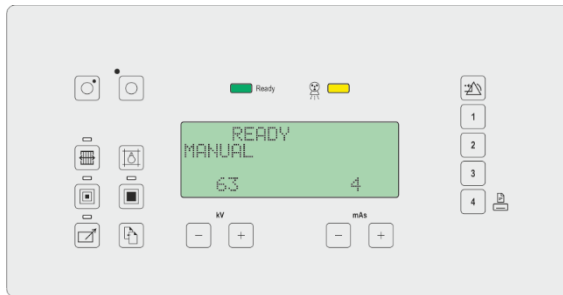 Ready
READY
MANUAL
63 4
kV mAs
- + - +
1
2
3
4